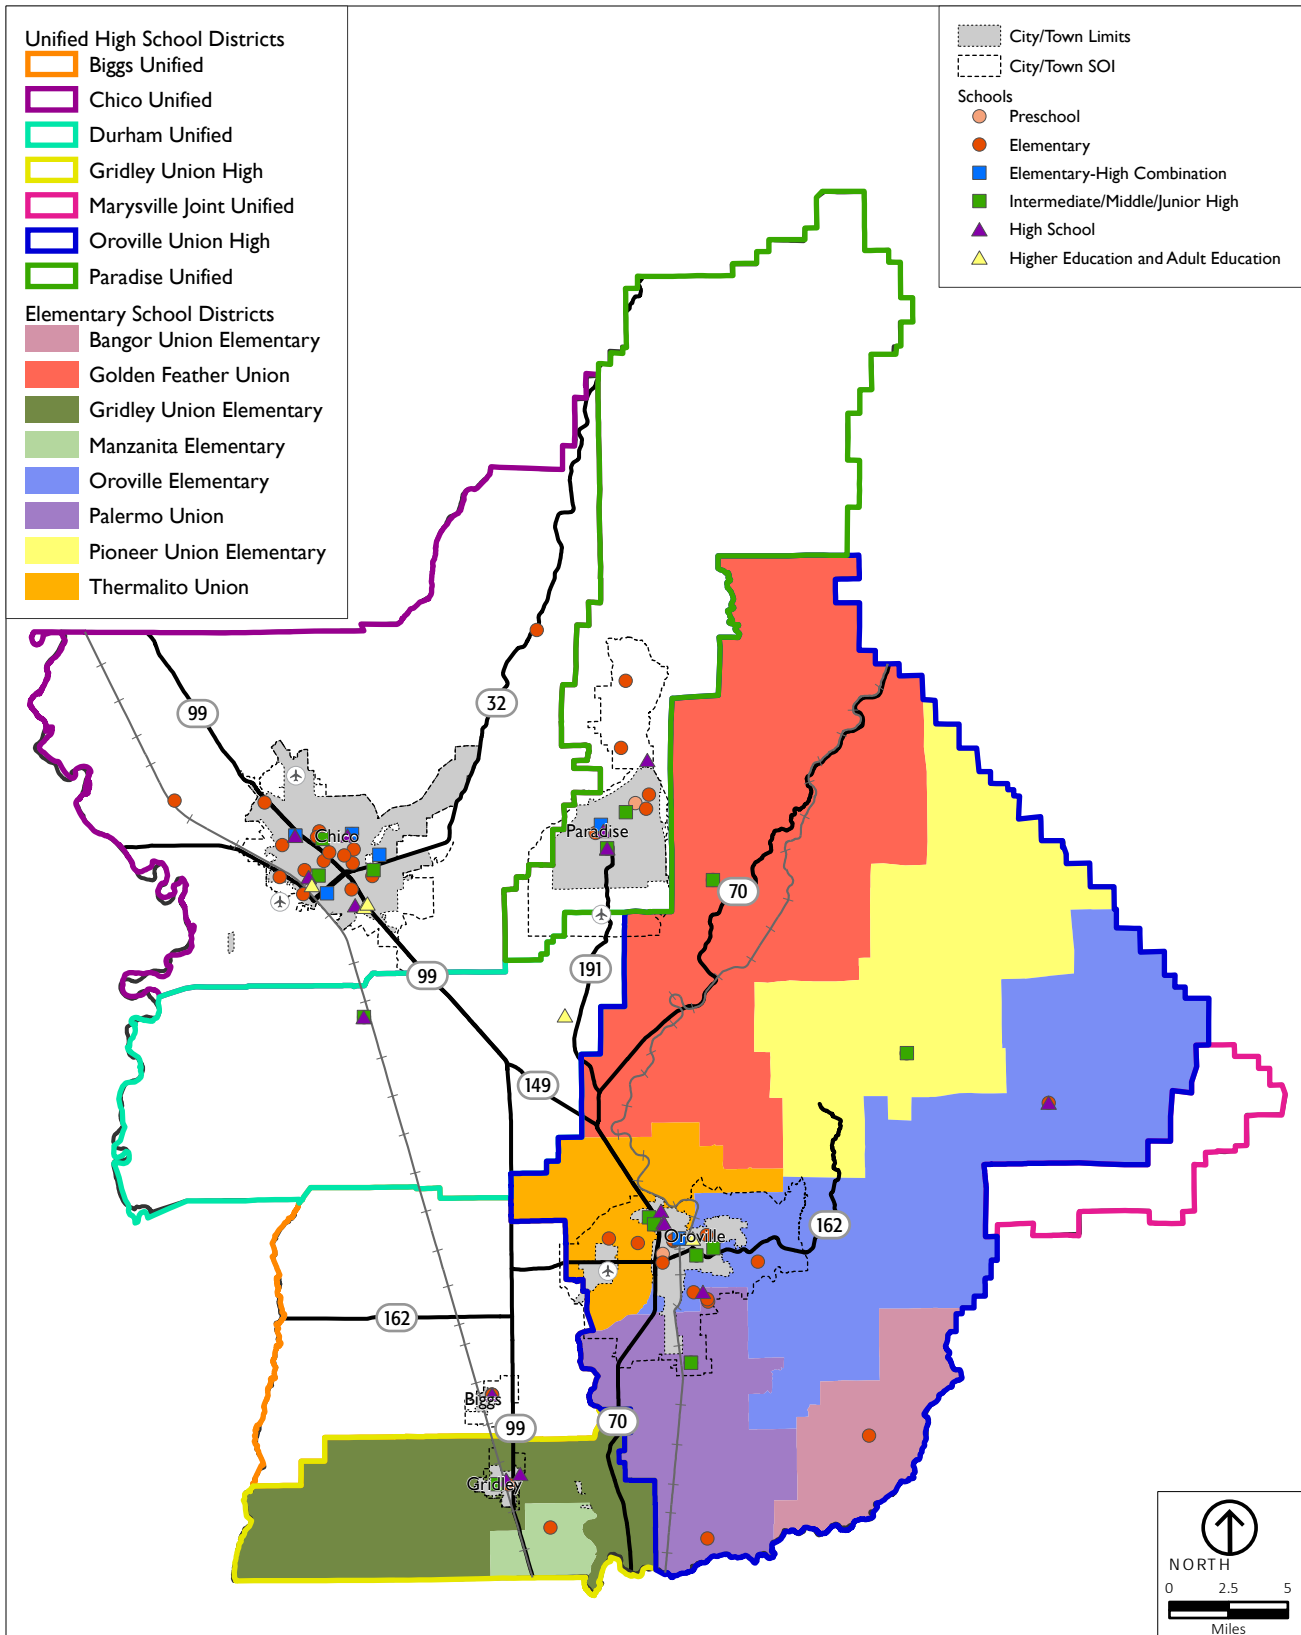 Unified High School Districts
Biggs Unified
Chico Unified
Durham Unified
Gridley Union High
Marysville Joint Unified
Oroville Union High
Paradise Unified
Elementary School Districts
Bangor Union Elementary
Golden Feather Union
Gridley Union Elementary
Manzanita Elementary
Oroville Elementary
Palermo Union
Pioneer Union Elementary
Thermalito Union
City/Town Limits
City/Town SOI
Schools
Preschool
Elementary
Elementary-High Combination
Intermediate/Middle/Junior High
High School
Higher Education and Adult Education
99
32
Chico
Paradise
70
99
191
149
162
Oroville
162
Biggs
99
70
Gridley
NORTH
0 2.5 5
Miles